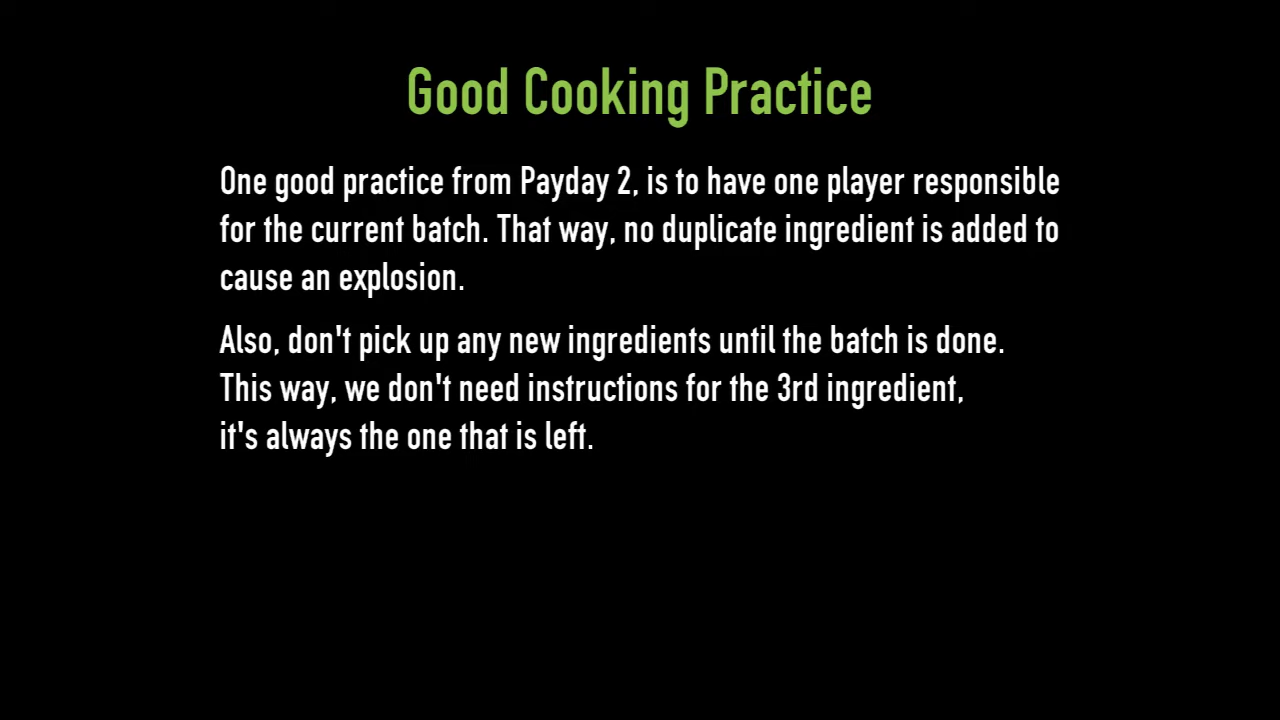 Good Cooking Practice
One good practice from Payday 2, is to have one player responsible
for the current batch. That way, no duplicate ingredient is added to
cause an explosion.
Also, don't pick up any new ingredients until the batch is done.
This way, we don't need instructions for the 3rd ingredient,
it's always the one that is left.